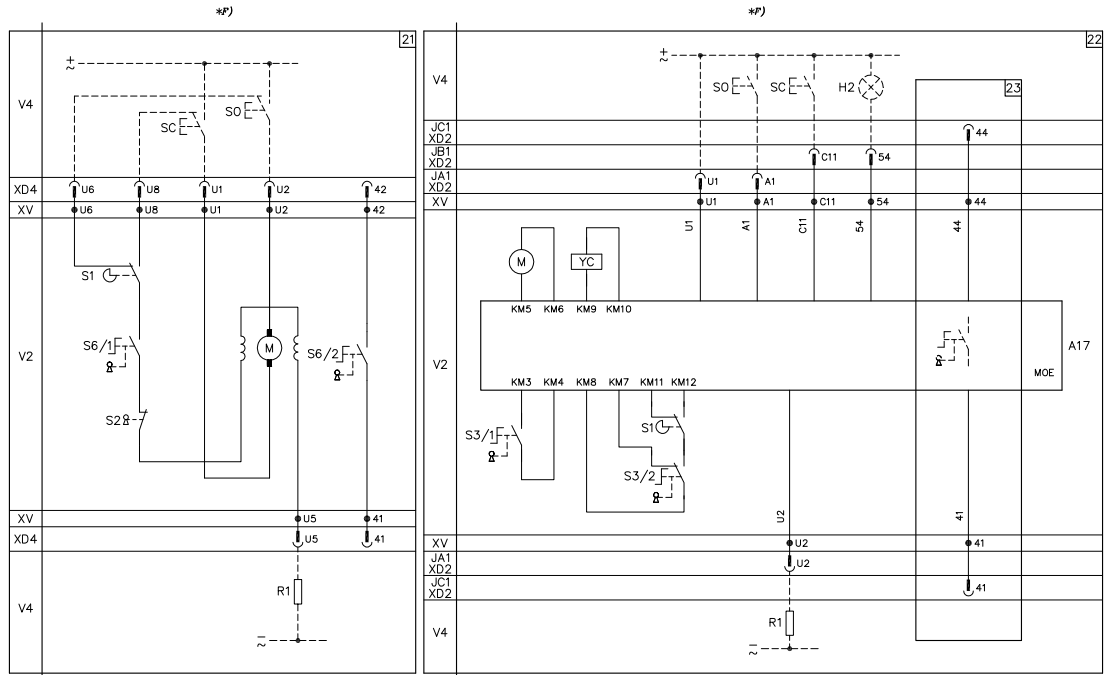 *F)
*F)
21
22
V4
+
~
SO
SC
U6
U8
U1
U2
42
XD4
XV
U6
U8
U1
U2
42
V2
S1
S6/1
S2
M
S6/2
XV
U5
41
XD4
U5
41
V4
R1
–
~
V4
+
~
SO
SC
H2
23
JC1
XD2
44
JB1
XD2
C11
54
JA1
XD2
U1
A1
XV
U1
A1
C11
54
44
U1
A1
C11
54
44
M
YC
KM5
KM6
KM9
KM10
V2
A17
MOE
KM3
KM4
KM8
KM7
KM11
KM12
S3/1
S1
S3/2
U2
41
XV
U2
41
JA1
XD2
U2
JC1
XD2
41
V4
R1
–
~